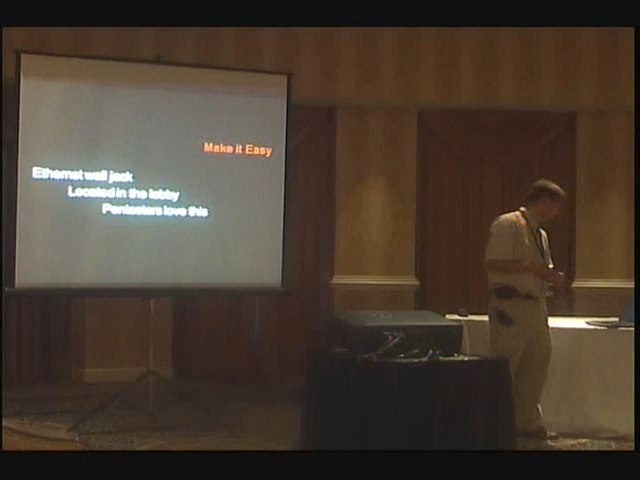 Make it Easy
Ethernet wall jack
Located in the lobby
Pentesters love this